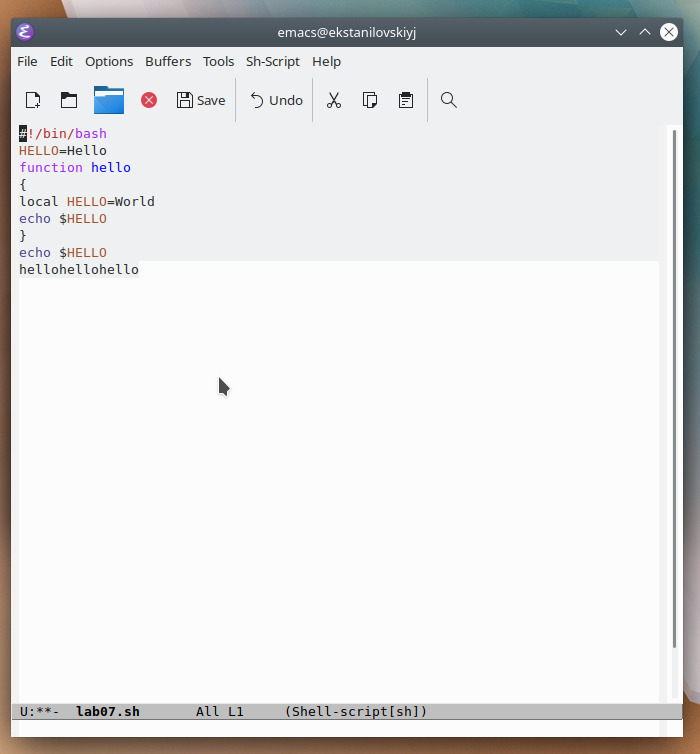 emacs@ekstanilovskiyj
File Edit Options Buffers Tools Sh-Script Help
Save Undo
#!/bin/bash
HELLO=Hello
function hello
{
local HELLO=World
echo $HELLO
}
echo $HELLO
hellohellohello
U:**- lab07.sh All L1 (Shell-script[sh])